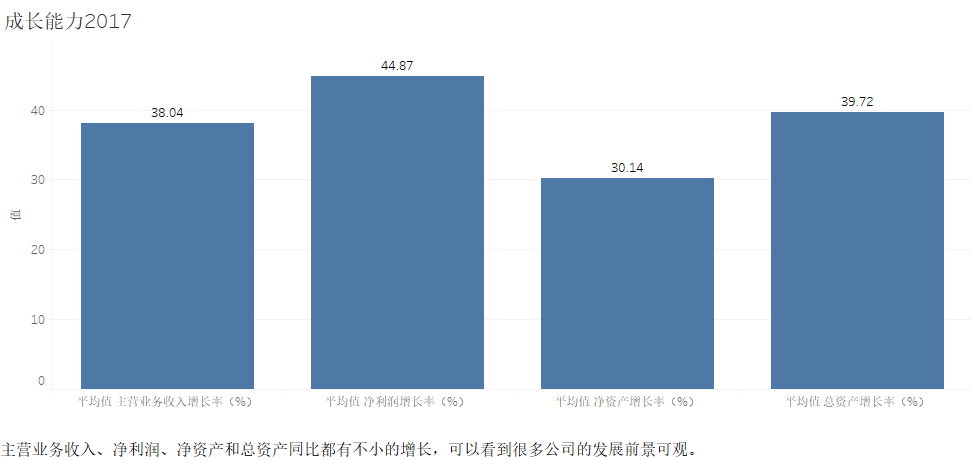 成长能力2017
44.87
38.04
39.72
30.14
40
30
20
10
0
值
平均值 主营业务收入增长率（%）
平均值 净利润增长率（%）
平均值 净资产增长率（%）
平均值 总资产增长率（%）
主营业务收入、净利润、净资产和总资产同比都有不小的增长，可以看到很多公司的发展前景可观。